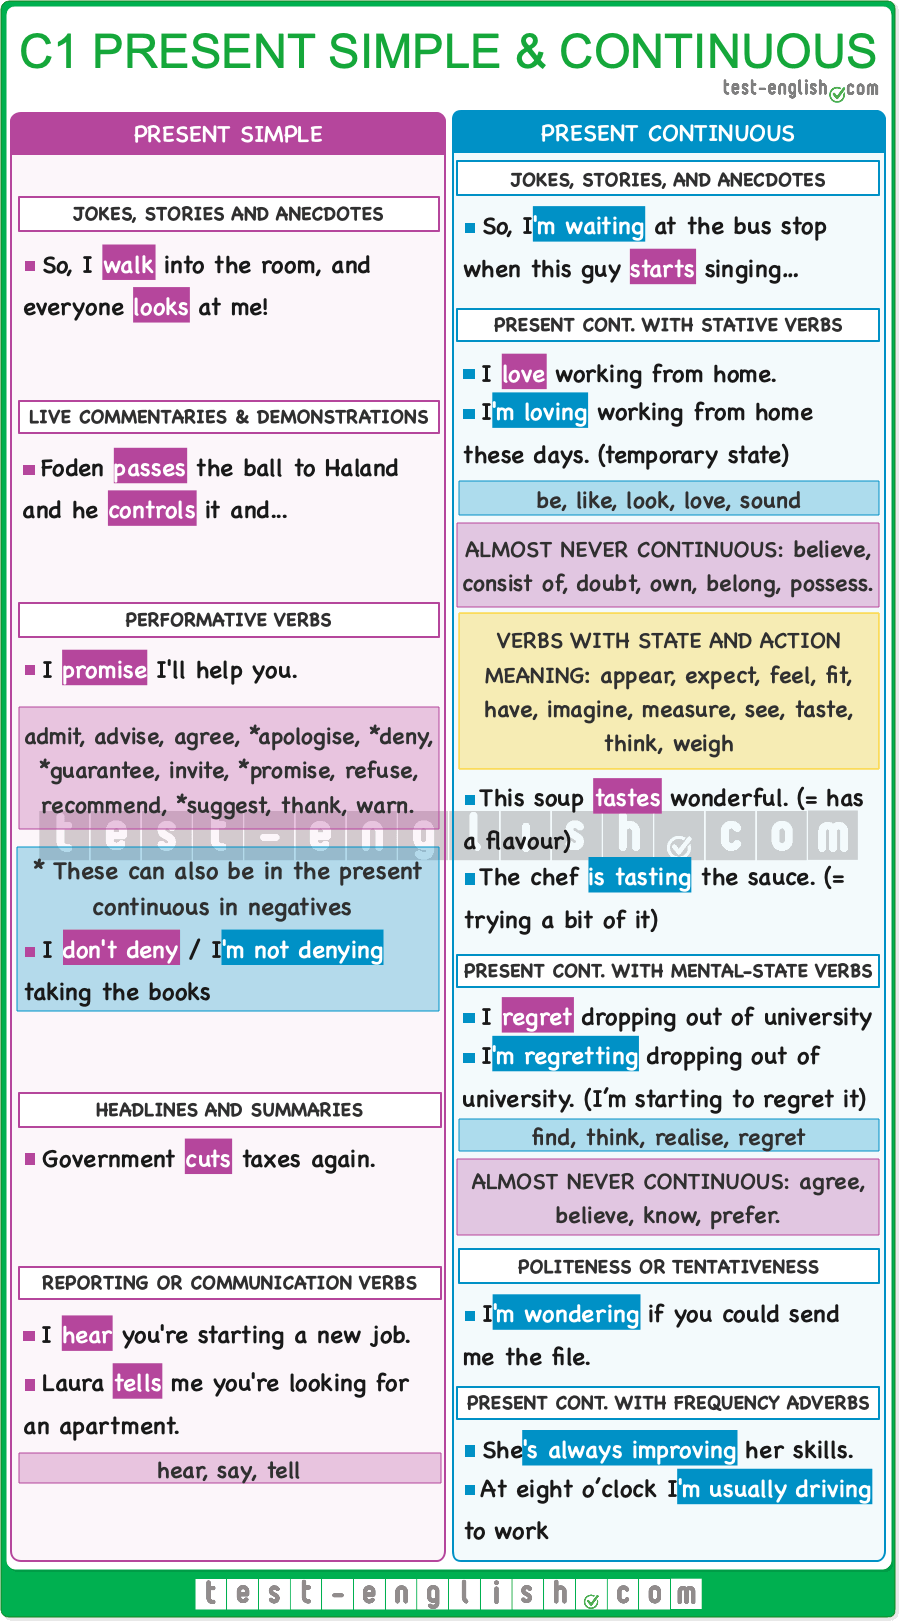 C1 PRESENT SIMPLE & CONTINUOUS
test-english.com
PRESENT SIMPLE
JOKES, STORIES AND ANECDOTES
So, I walk into the room, and
everyone looks at me!
LIVE COMMENTARIES & DEMONSTRATIONS
Foden passes the ball to Haland
and he controls it and...
PERFORMATIVE VERBS
I promise I'll help you.
admit, advise, agree, *apologise, *deny,
*guarantee, invite, *promise, refuse,
recommend, *suggest, thank, warn.
* These can also be in the present
continuous in negatives
I don't deny / I'm not denying
taking the books
HEADLINES AND SUMMARIES
Government cuts taxes again.
REPORTING OR COMMUNICATION VERBS
I hear you're starting a new job.
Laura tells me you're looking for
an apartment.
hear, say, tell
PRESENT CONTINUOUS
JOKES, STORIES, AND ANECDOTES
So, I'm waiting at the bus stop
when this guy starts singing...
PRESENT CONT. WITH STATIVE VERBS
I love working from home.
I'm loving working from home
these days. (temporary state)
be, like, look, love, sound
ALMOST NEVER CONTINUOUS: believe,
consist of, doubt, own, belong, possess.
VERBS WITH STATE AND ACTION
MEANING: appear, expect, feel, fit,
have, imagine, measure, see, taste,
think, weigh
This soup tastes wonderful. (= has
a flavour)
The chef is tasting the sauce. (=
trying a bit of it)
PRESENT CONT. WITH MENTAL-STATE VERBS
I regret dropping out of university
I'm regretting dropping out of
university. (I'm starting to regret it)
find, think, realise, regret
ALMOST NEVER CONTINUOUS: agree,
believe, know, prefer.
POLITENESS OR TENTATIVENESS
I'm wondering if you could send
me the file.
PRESENT CONT. WITH FREQUENCY ADVERBS
She's always improving her skills.
At eight o'clock I'm usually driving
to work
test-english.com
test-english.com